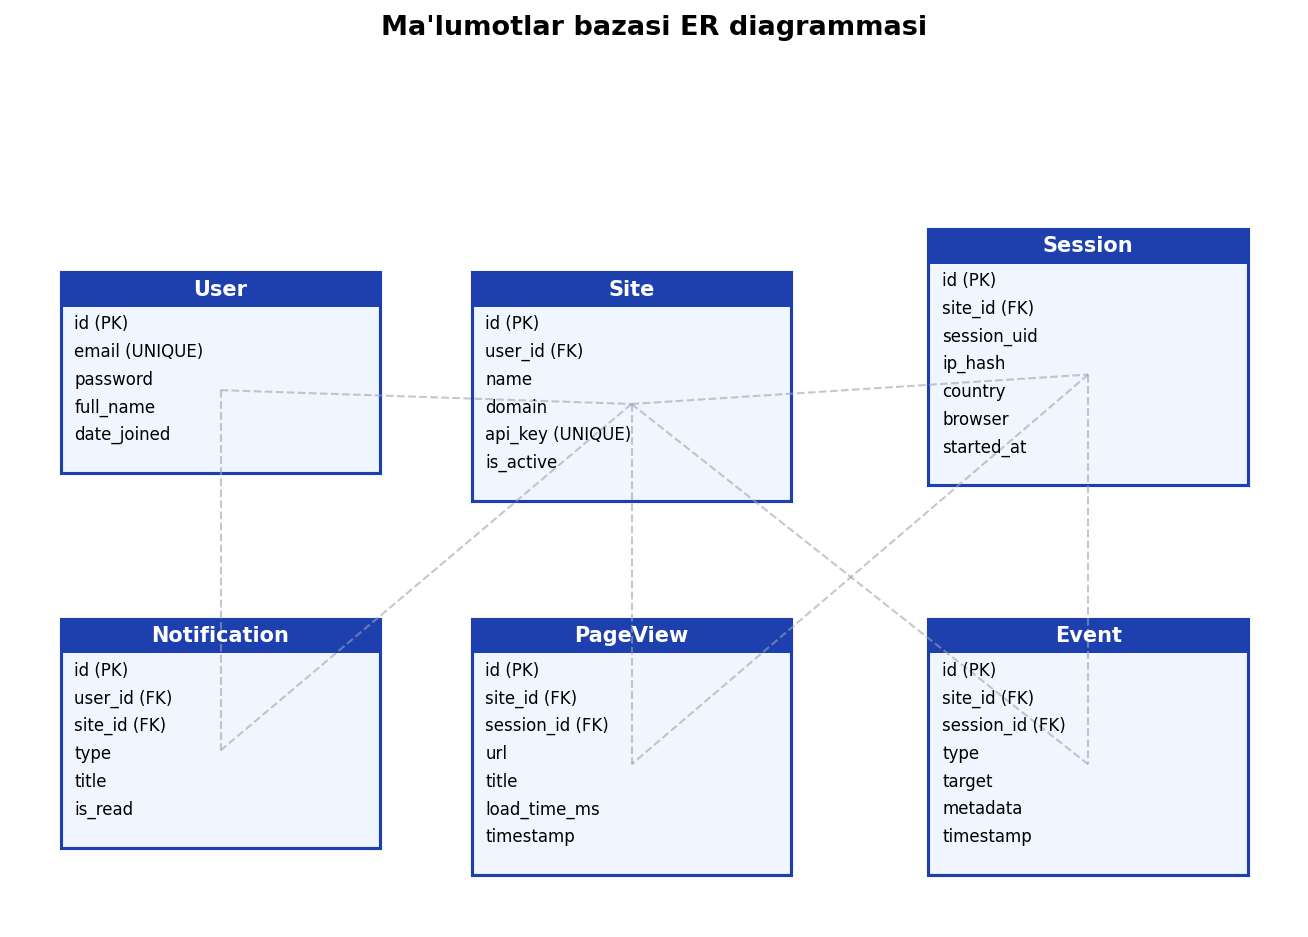 Ma'lumotlar bazasi ER diagrammasi
User
id (PK)
email (UNIQUE)
password
full_name
date_joined
Site
id (PK)
user_id (FK)
name
domain
api_key (UNIQUE)
is_active
Session
id (PK)
site_id (FK)
session_uid
ip_hash
country
browser
started_at
Notification
id (PK)
user_id (FK)
site_id (FK)
type
title
is_read
PageView
id (PK)
site_id (FK)
session_id (FK)
url
title
load_time_ms
timestamp
Event
id (PK)
site_id (FK)
session_id (FK)
type
target
metadata
timestamp